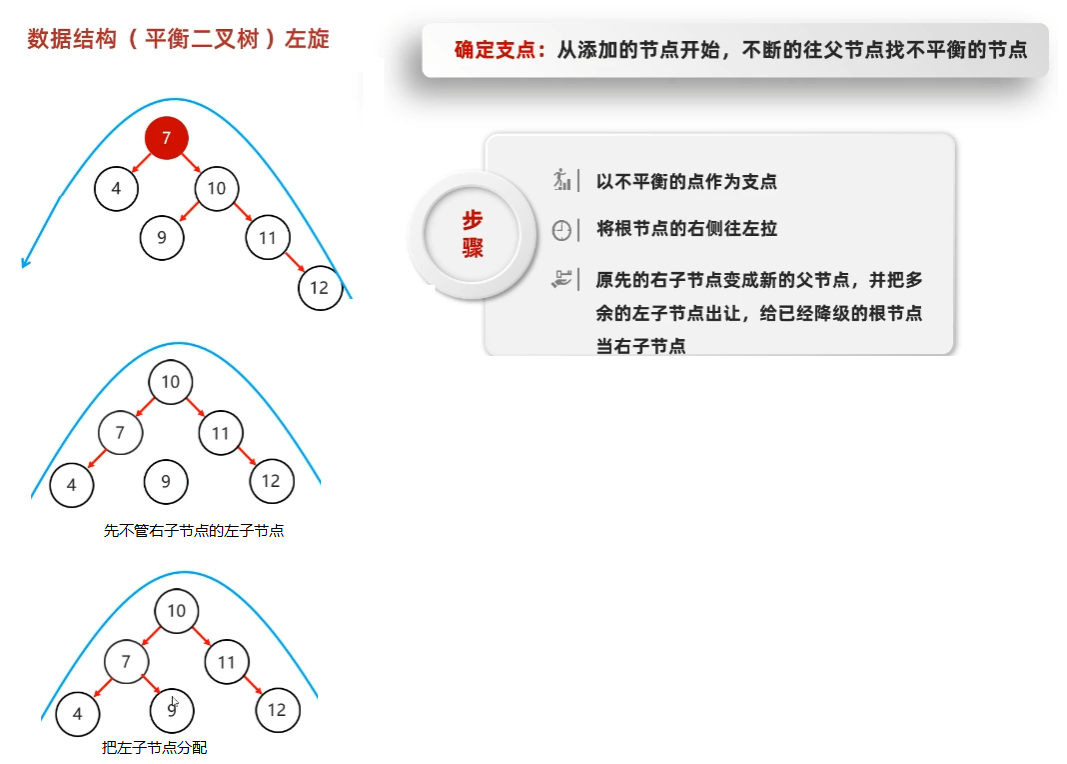 数据结构（平衡二叉树）左旋
确定支点：从添加的节点开始，不断的往父节点找不平衡的节点
7
4
10
9
11
12
步
骤
以不平衡的点作为支点
将根节点的右侧往左拉
原先的右子节点变成新的父节点，并把多
余的左子节点出让，给已经降级的根节点
当右子节点
10
7
11
4
9
12
先不管右子节点的左子节点
10
7
11
4
9
12
把左子节点分配